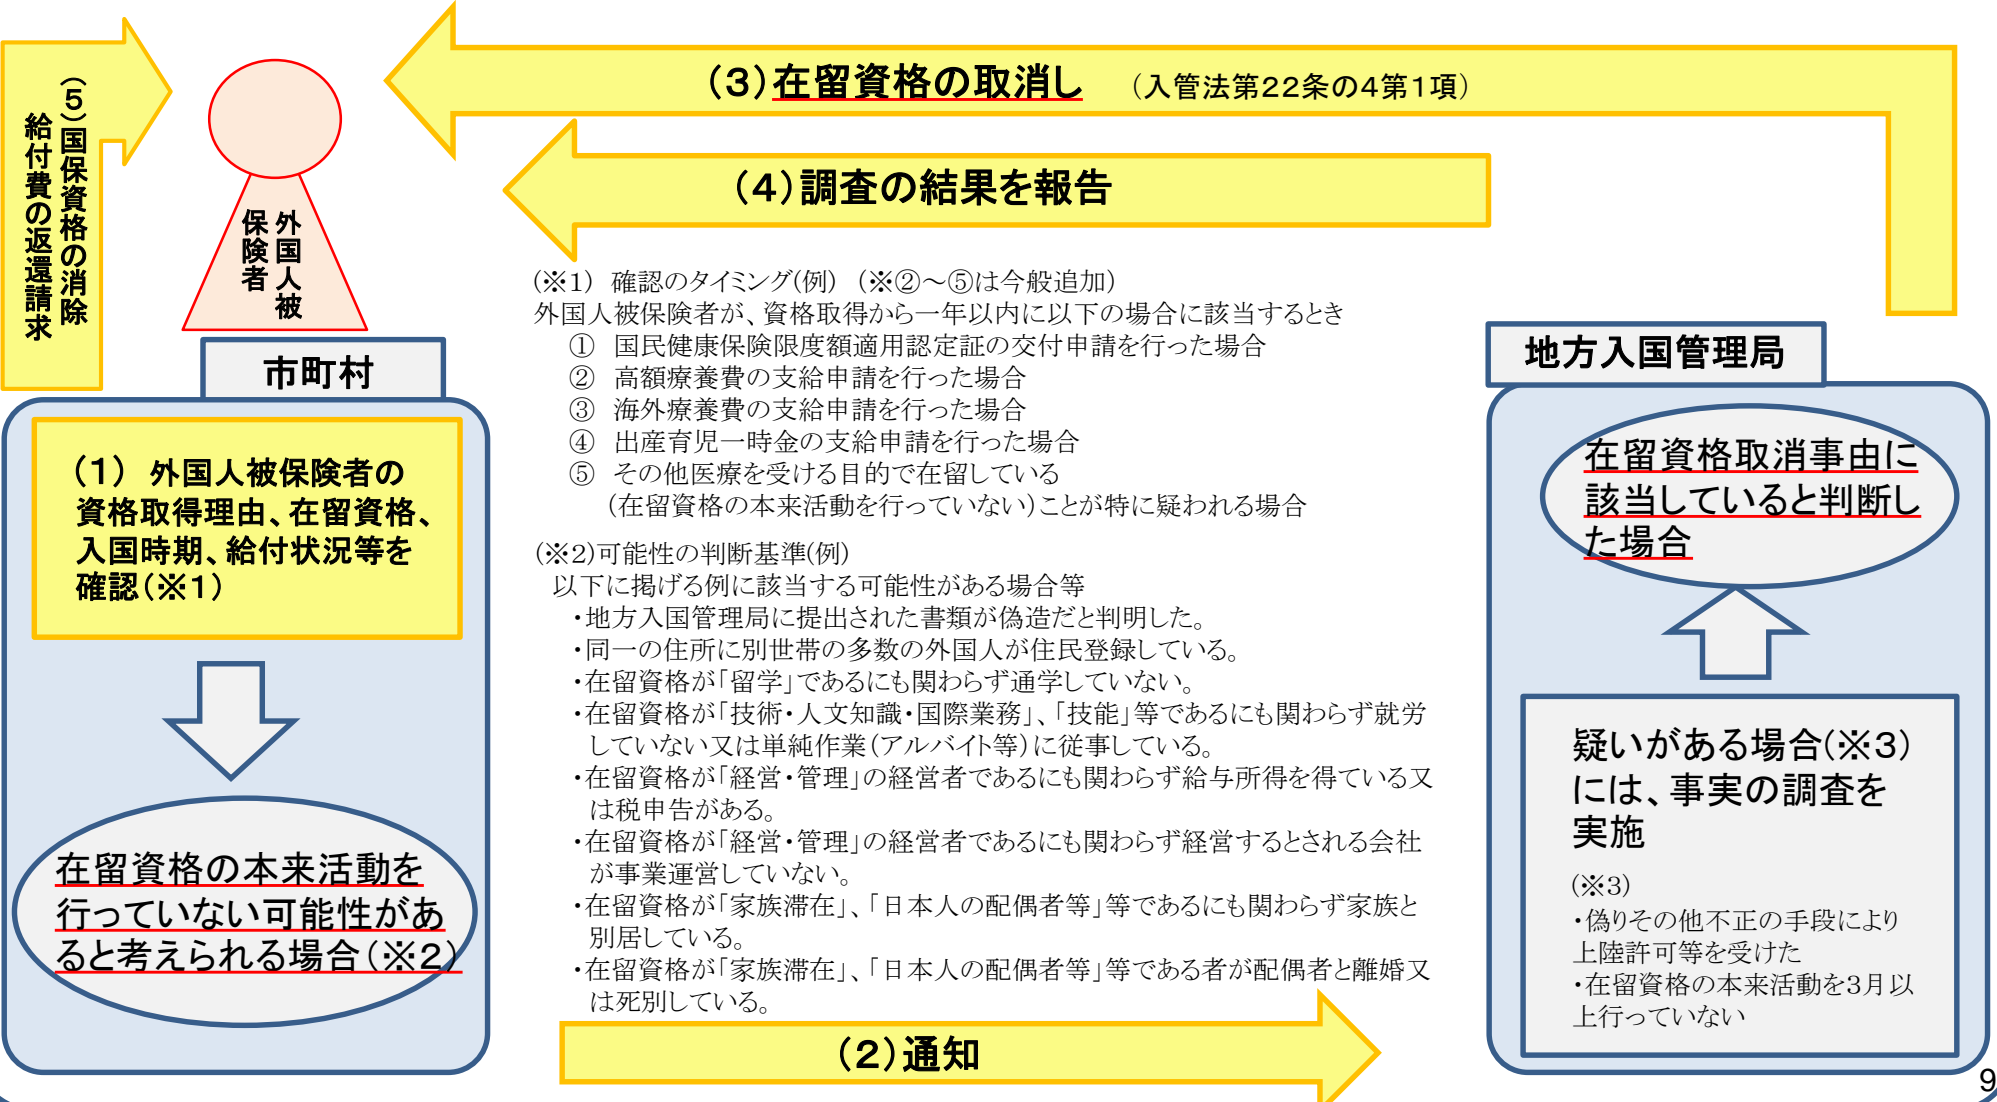 (5)国保資格の消除
給付費の返還請求
外国人被
保険者
(3)在留資格の取消し (入管法第22条の4第1項)
(4)調査の結果を報告
市町村
(1) 外国人被保険者の
資格取得理由、在留資格、
入国時期、給付状況等を
確認(※1)
在留資格の本来活動を
行っていない可能性があ
ると考えられる場合(※2)
(※1) 確認のタイミング(例) (※②~⑤は今般追加)
外国人被保険者が、資格取得から一年以内に以下の場合に該当するとき
① 国民健康保険限度額適用認定証の交付申請を行った場合
② 高額療養費の支給申請を行った場合
③ 海外療養費の支給申請を行った場合
④ 出産育児一時金の支給申請を行った場合
⑤ その他医療を受ける目的で在留している
(在留資格の本来活動を行っていない)ことが特に疑われる場合
(※2)可能性の判断基準(例)
以下に掲げる例に該当する可能性がある場合等
・地方入国管理局に提出された書類が偽造だと判明した。
・同一の住所に別世帯の多数の外国人が住民登録している。
・在留資格が「留学」であるにも関わらず通学していない。
・在留資格が「技術・人文知識・国際業務」、「技能」等であるにも関わらず就労
していない又は単純作業(アルバイト等)に従事している。
・在留資格が「経営・管理」の経営者であるにも関わらず給与所得を得ている又
は税申告がある。
・在留資格が「経営・管理」の経営者であるにも関わらず経営するとされる会社
が事業運営していない。
・在留資格が「家族滞在」、「日本人の配偶者等」等であるにも関わらず家族と
別居している。
・在留資格が「家族滞在」、「日本人の配偶者等」等である者が配偶者と離婚又
は死別している。
(2)通知
地方入国管理局
在留資格取消事由に
該当していると判断し
た場合
疑いがある場合(※3)
には、事実の調査を
実施
(※3)
・偽りその他不正の手段により
上陸許可等を受けた
・在留資格の本来活動を3月以
上行っていない
9